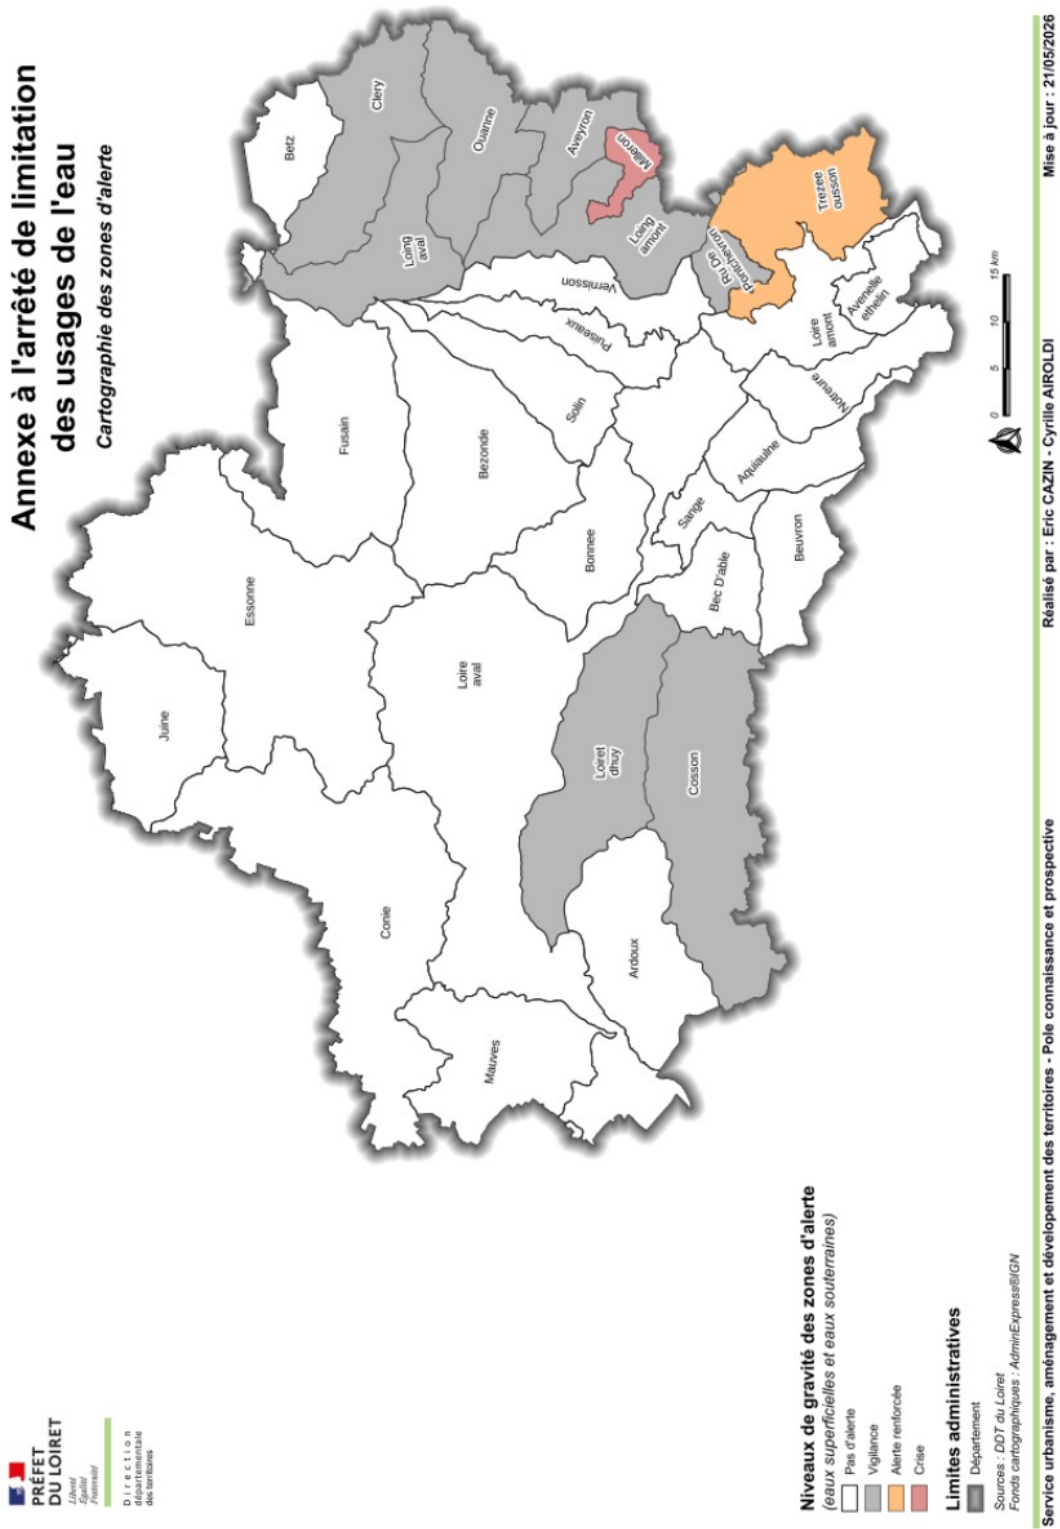 PRÉFET
DU LOIRET
Liberté
Égalité
Fraternité
Direction
départementale
des territoires
Annexe à l'arrêté de limitation
des usages de l'eau
Cartographie des zones d'alerte
Juine
Essonne
Fusain
Betz
Clery
Ouanne
Loing
aval
Aveyron
Milleron
Loing
amont
Vernisson
Puiseaux
Solin
Bezonde
Conie
Loire
aval
Bonnee
Mauves
Loiret
dhuy
Ardoux
Cosson
Bec D'able
Sange
Beuvron
Aquiaulne
Notreure
Loire
amont
Avenelle
ethelin
Ru De
Pontchevron
Trezee
ousson
Niveaux de gravité des zones d'alerte
(eaux superficielles et eaux souterraines)
Pas d'alerte
Vigilance
Alerte renforcée
Crise
Limites administratives
Département
Sources : DDT du Loiret
Fonds cartographiques : AdminExpress®IGN
0 5 10 15 km
Service urbanisme, aménagement et dévelopement des territoires - Pole connaissance et prospective
Réalisé par : Eric CAZIN - Cyrille AIROLDI
Mise à jour : 21/05/2026